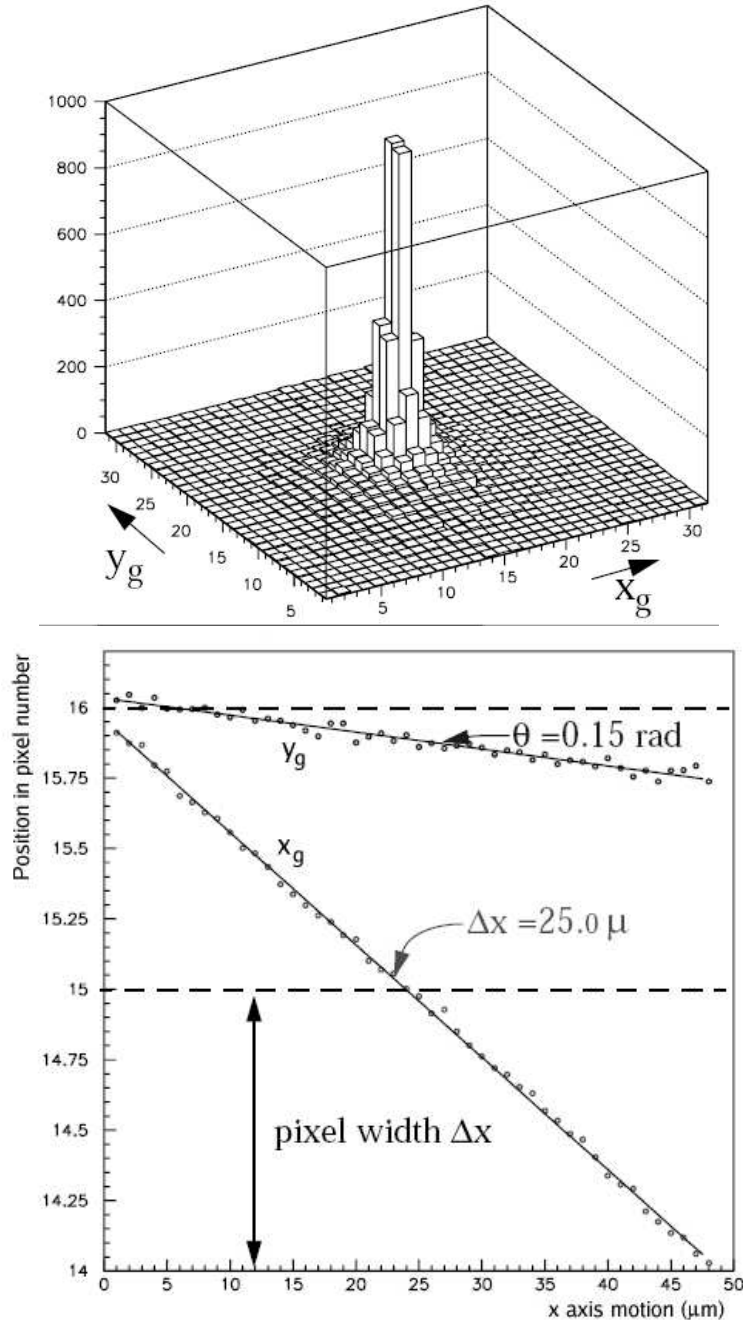 1000
800
600
400
200
0
30
25
20
15
10
5
y_g
5
10
15
20
25
30
x_g
Position in pixel number
16
15.75
15.5
15.25
15
14.75
14.5
14.25
14
θ =0.15 rad
y_g
x_g
Δx =25.0 μ
pixel width Δx
0 5 10 15 20 25 30 35 40 45 50
x axis motion (μm)